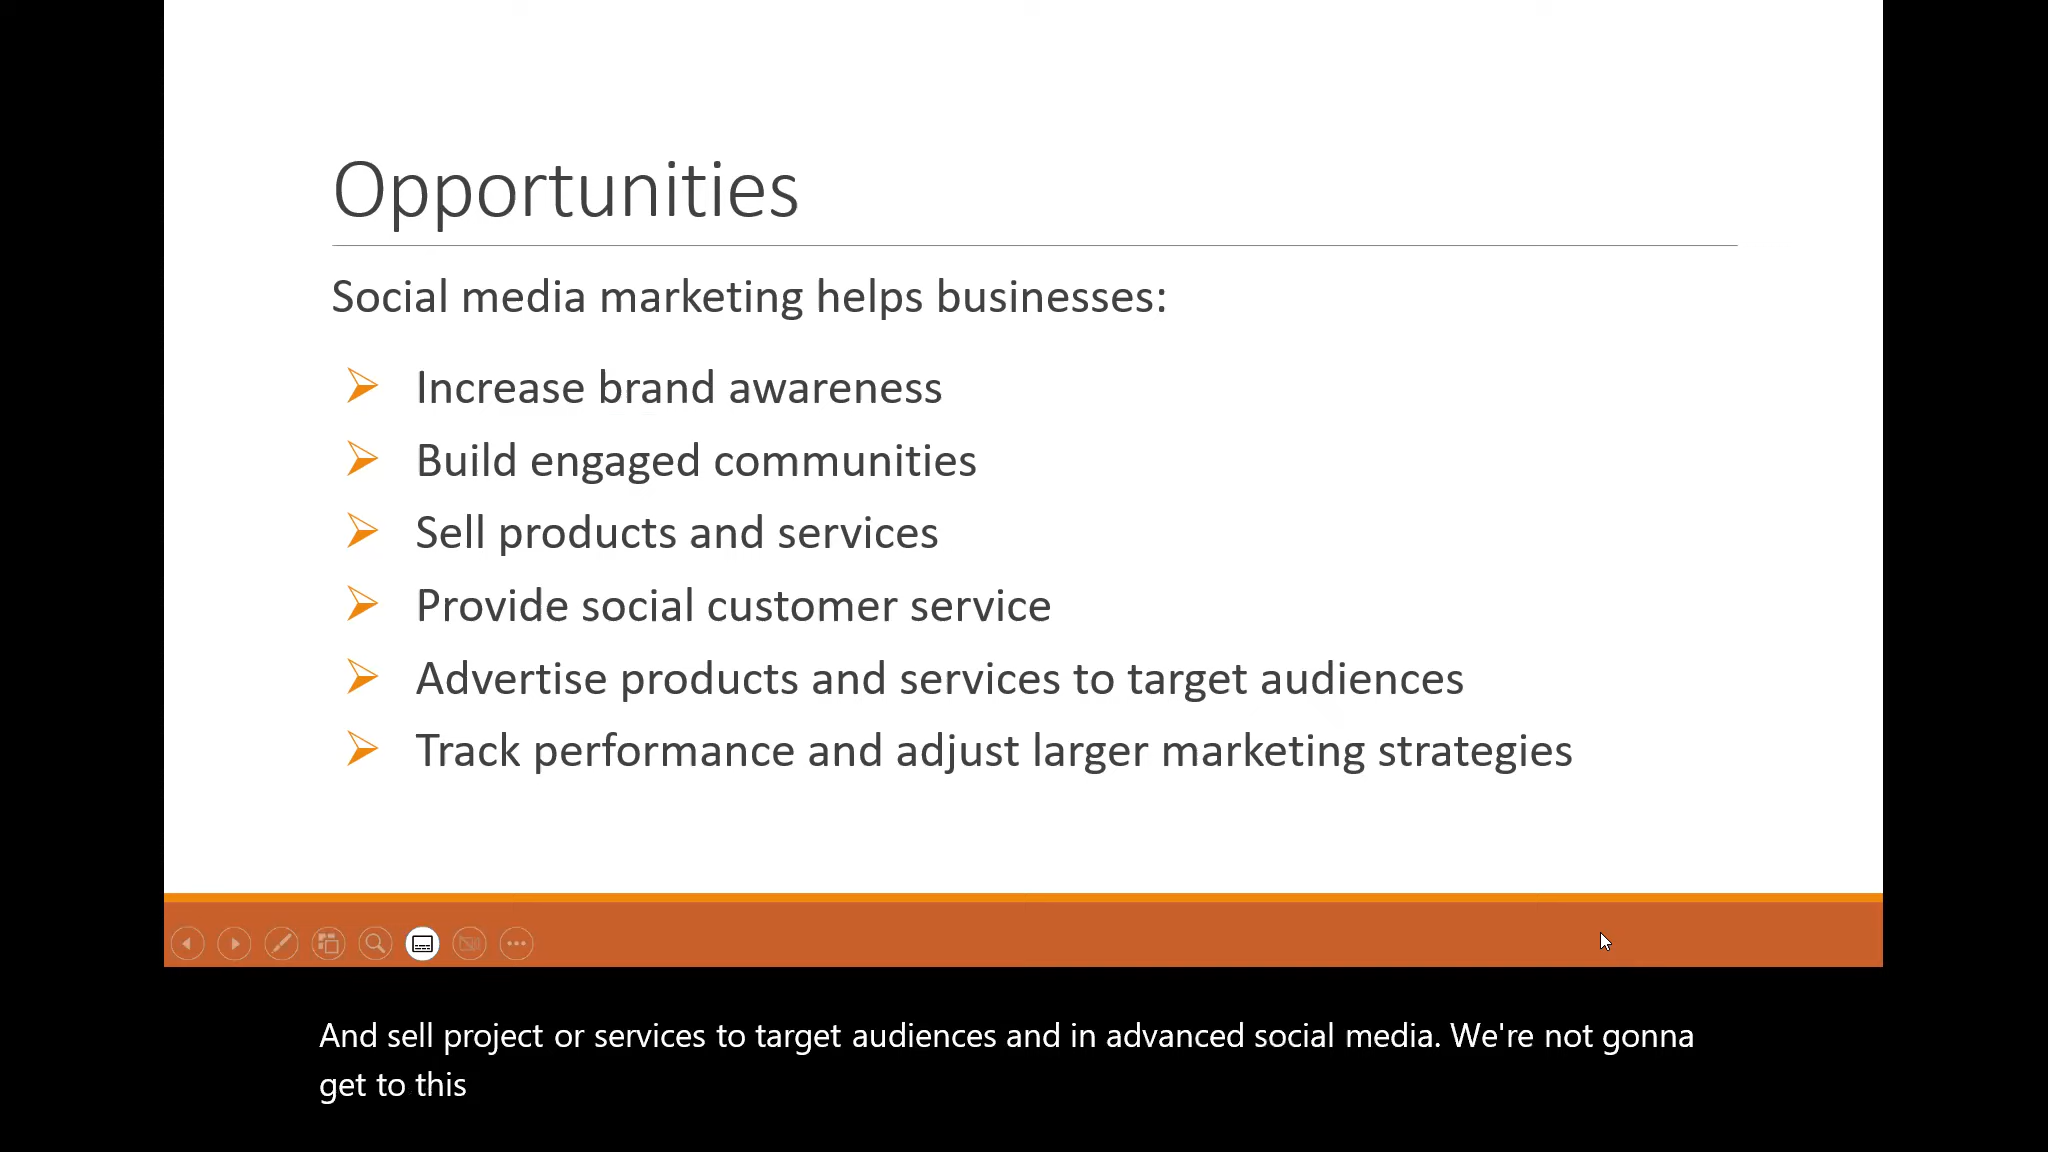 Opportunities
Social media marketing helps businesses:
Increase brand awareness
Build engaged communities
Sell products and services
Provide social customer service
Advertise products and services to target audiences
Track performance and adjust larger marketing strategies
And sell project or services to target audiences and in advanced social media. We're not gonna
get to this